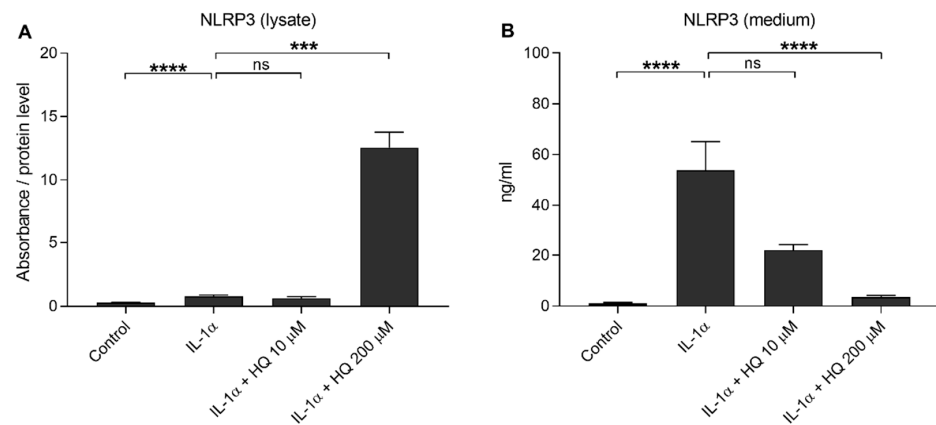 A
NLRP3 (lysate)
Absorbance / protein level
20
15
10
5
0
****
***
ns
Control
IL-1α
IL-1α + HQ 10 µM
IL-1α + HQ 200 µM
B
NLRP3 (medium)
ng/ml
100
80
60
40
20
0
****
****
ns
Control
IL-1α
IL-1α + HQ 10 µM
IL-1α + HQ 200 µM